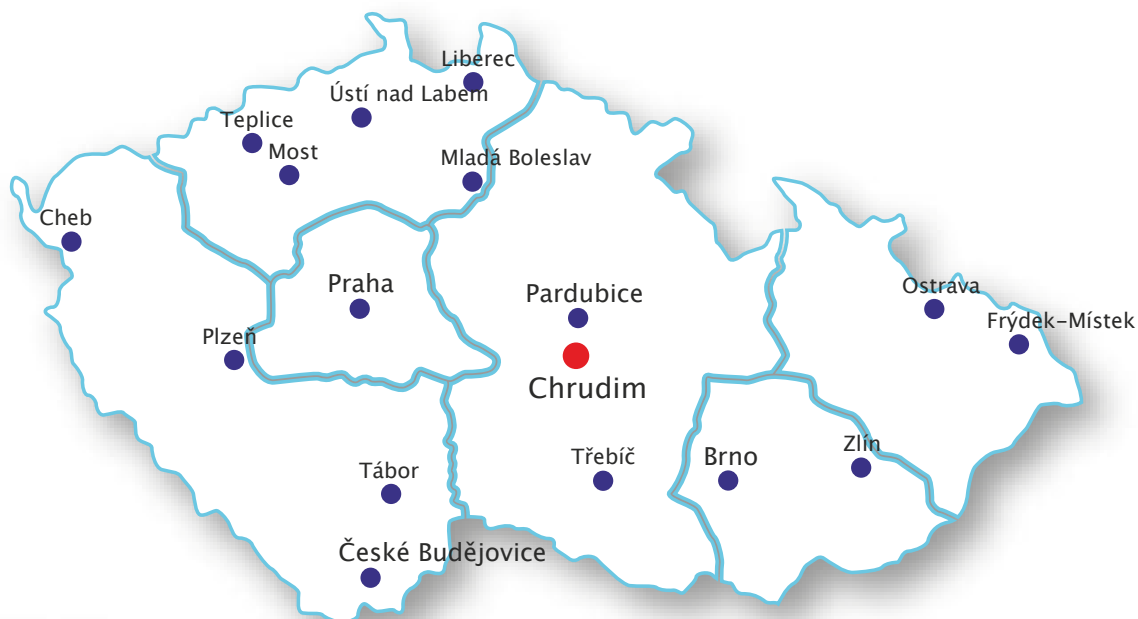 Liberec
Ústí nad Labem
Teplice
Most
Mladá Boleslav
Cheb
Praha
Pardubice
Ostrava
Frýdek-Místek
Plzeň
Chrudim
Zlín
Třebíč
Brno
Tábor
České Budějovice